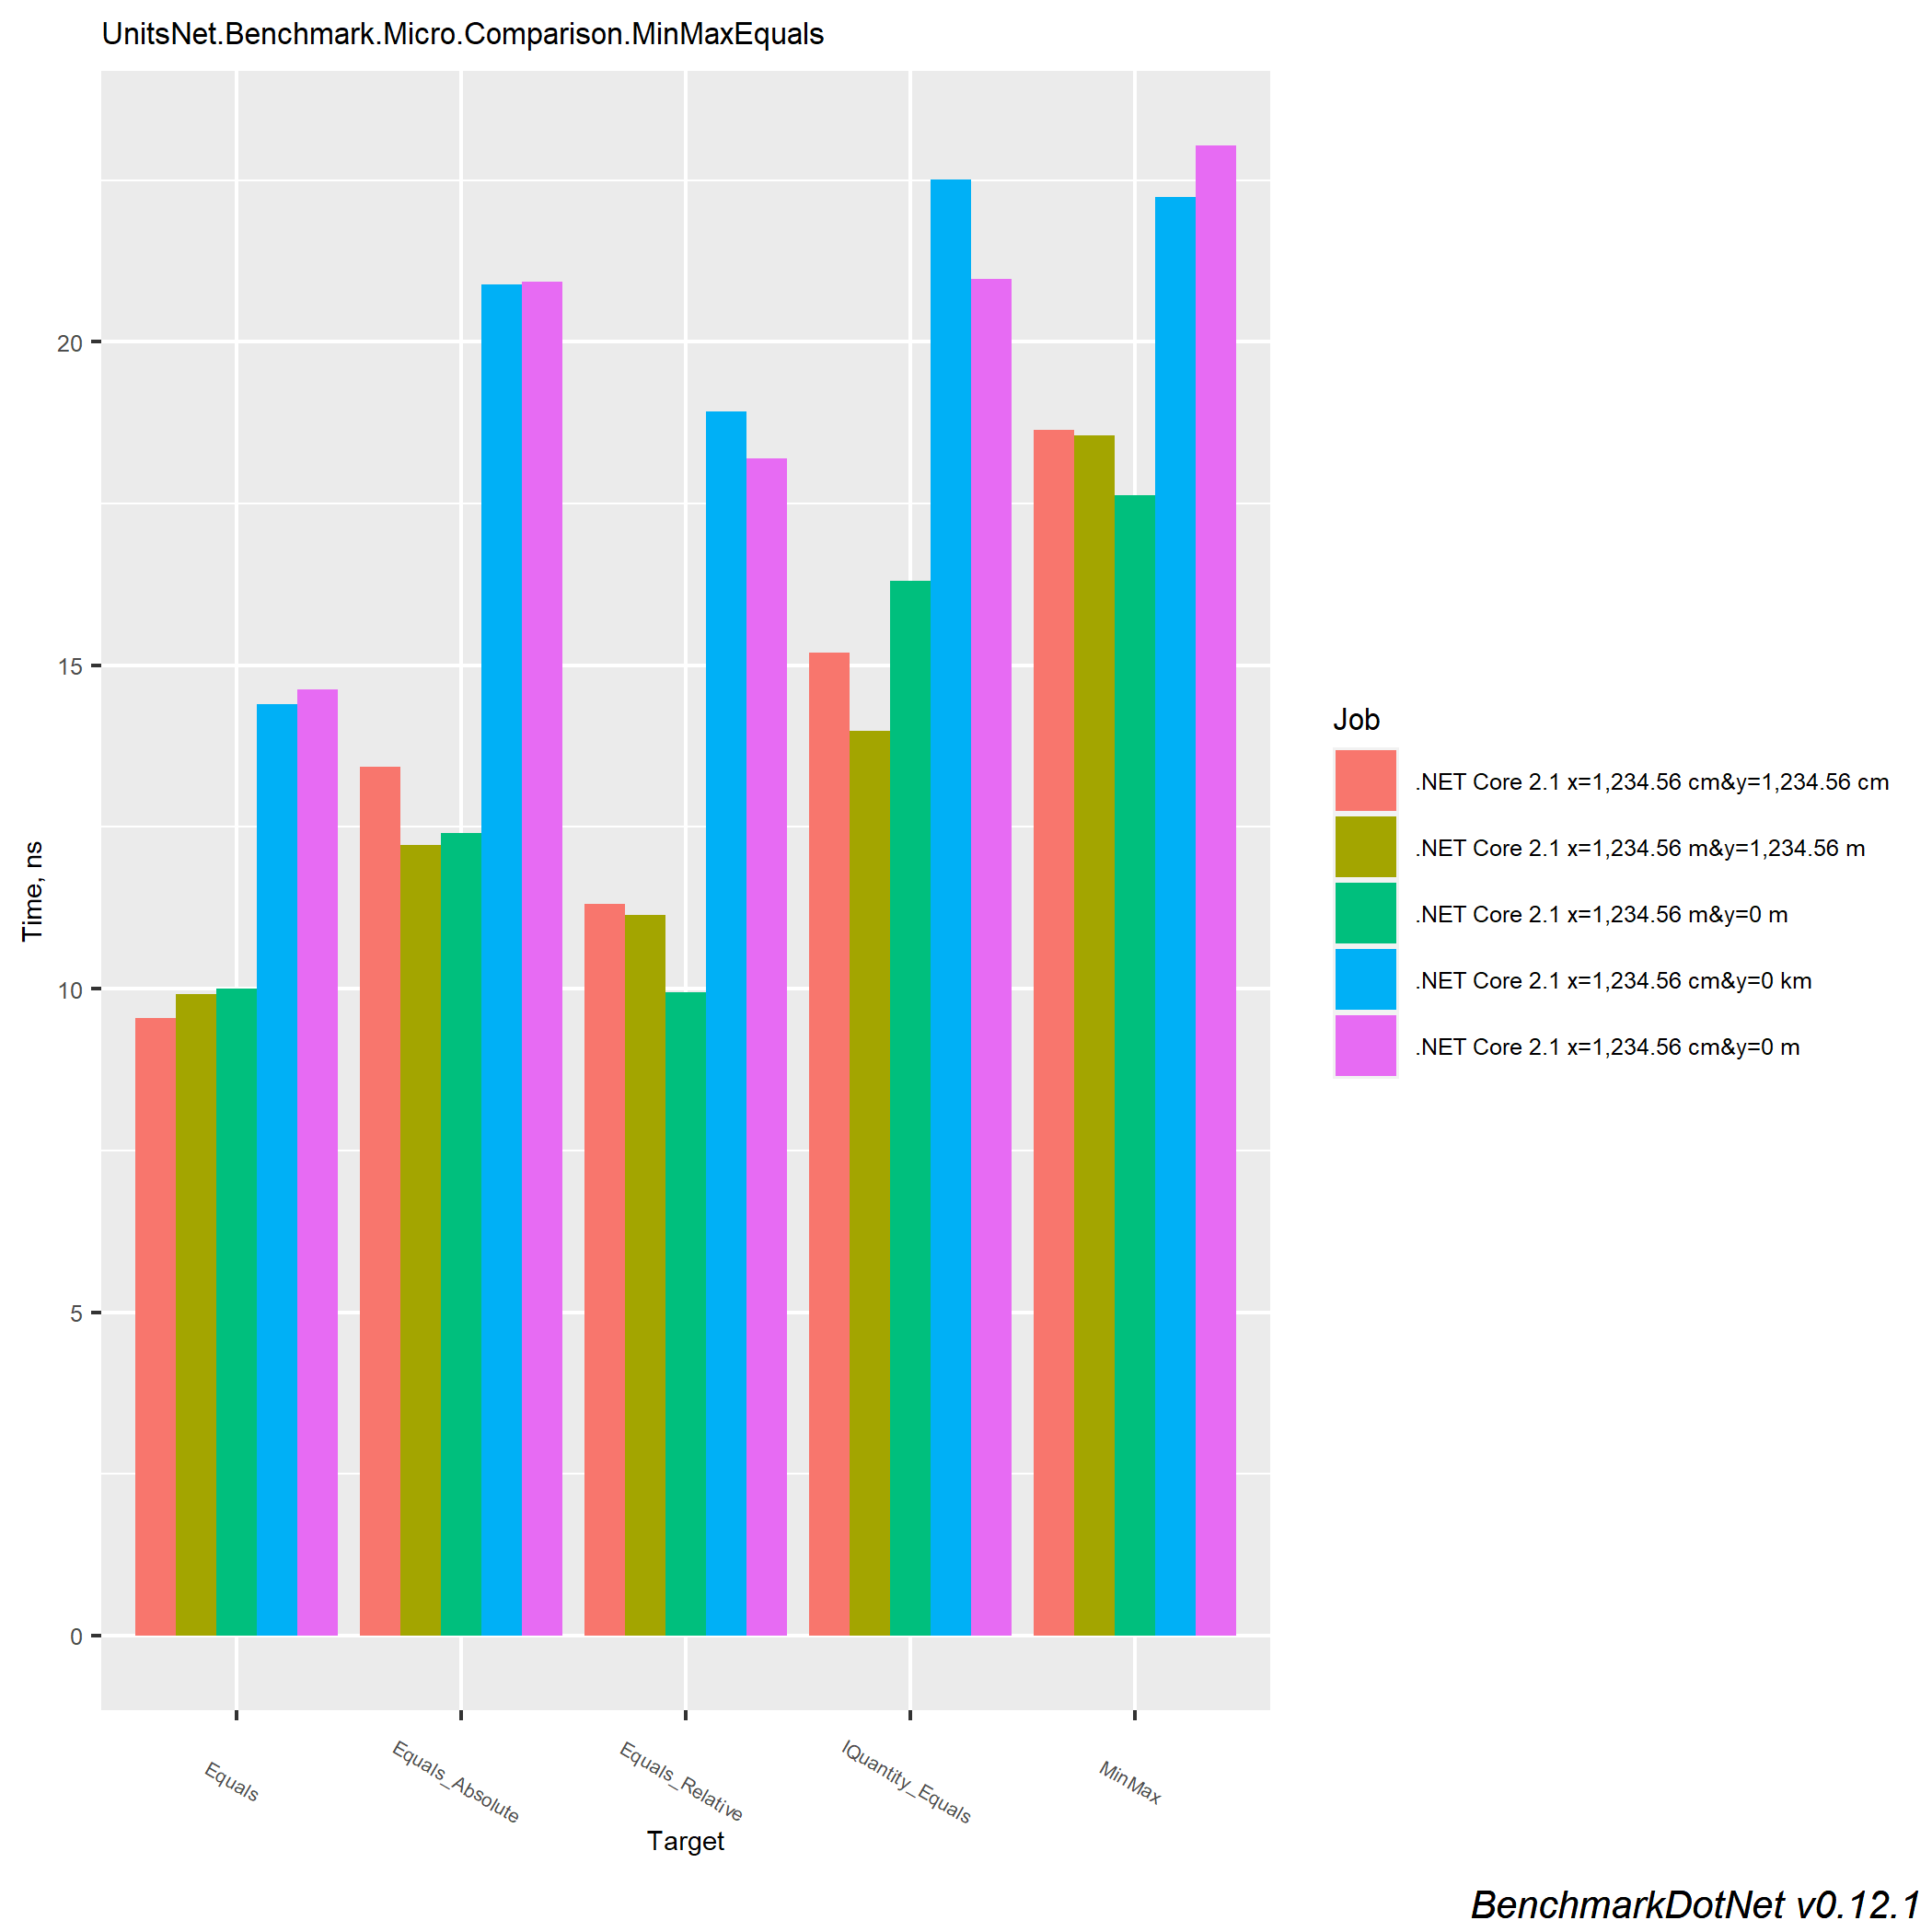 UnitsNet.Benchmark.Micro.Comparison.MinMaxEquals
Time, ns
20
15
10
5
0
Equals
Equals_Absolute
Equals_Relative
IQuantity_Equals
MinMax
Target
Job
.NET Core 2.1 x=1,234.56 cm&y=1,234.56 cm
.NET Core 2.1 x=1,234.56 m&y=1,234.56 m
.NET Core 2.1 x=1,234.56 m&y=0 m
.NET Core 2.1 x=1,234.56 cm&y=0 km
.NET Core 2.1 x=1,234.56 cm&y=0 m
BenchmarkDotNet v0.12.1